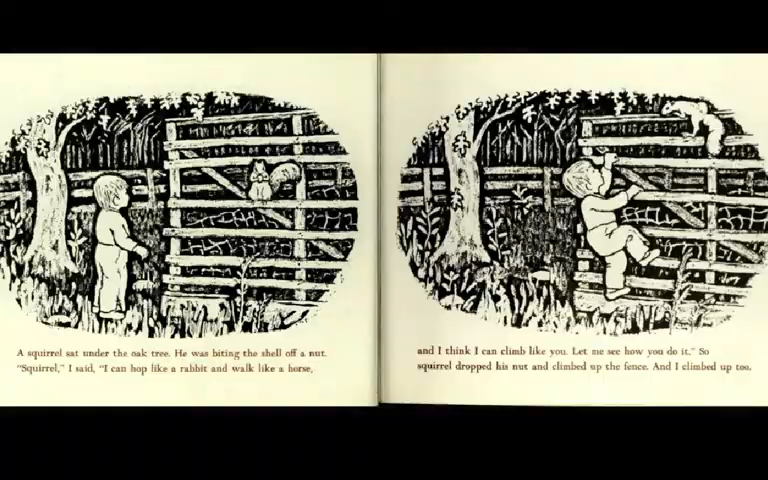 A squirrel sat under the oak tree. He was biting the shell off a nut.
"Squirrel," I said, "I can hop like a rabbit and walk like a horse,
and I think I can climb like you. Let me see how you do it." So
squirrel dropped his nut and climbed up the fence. And I climbed up too.